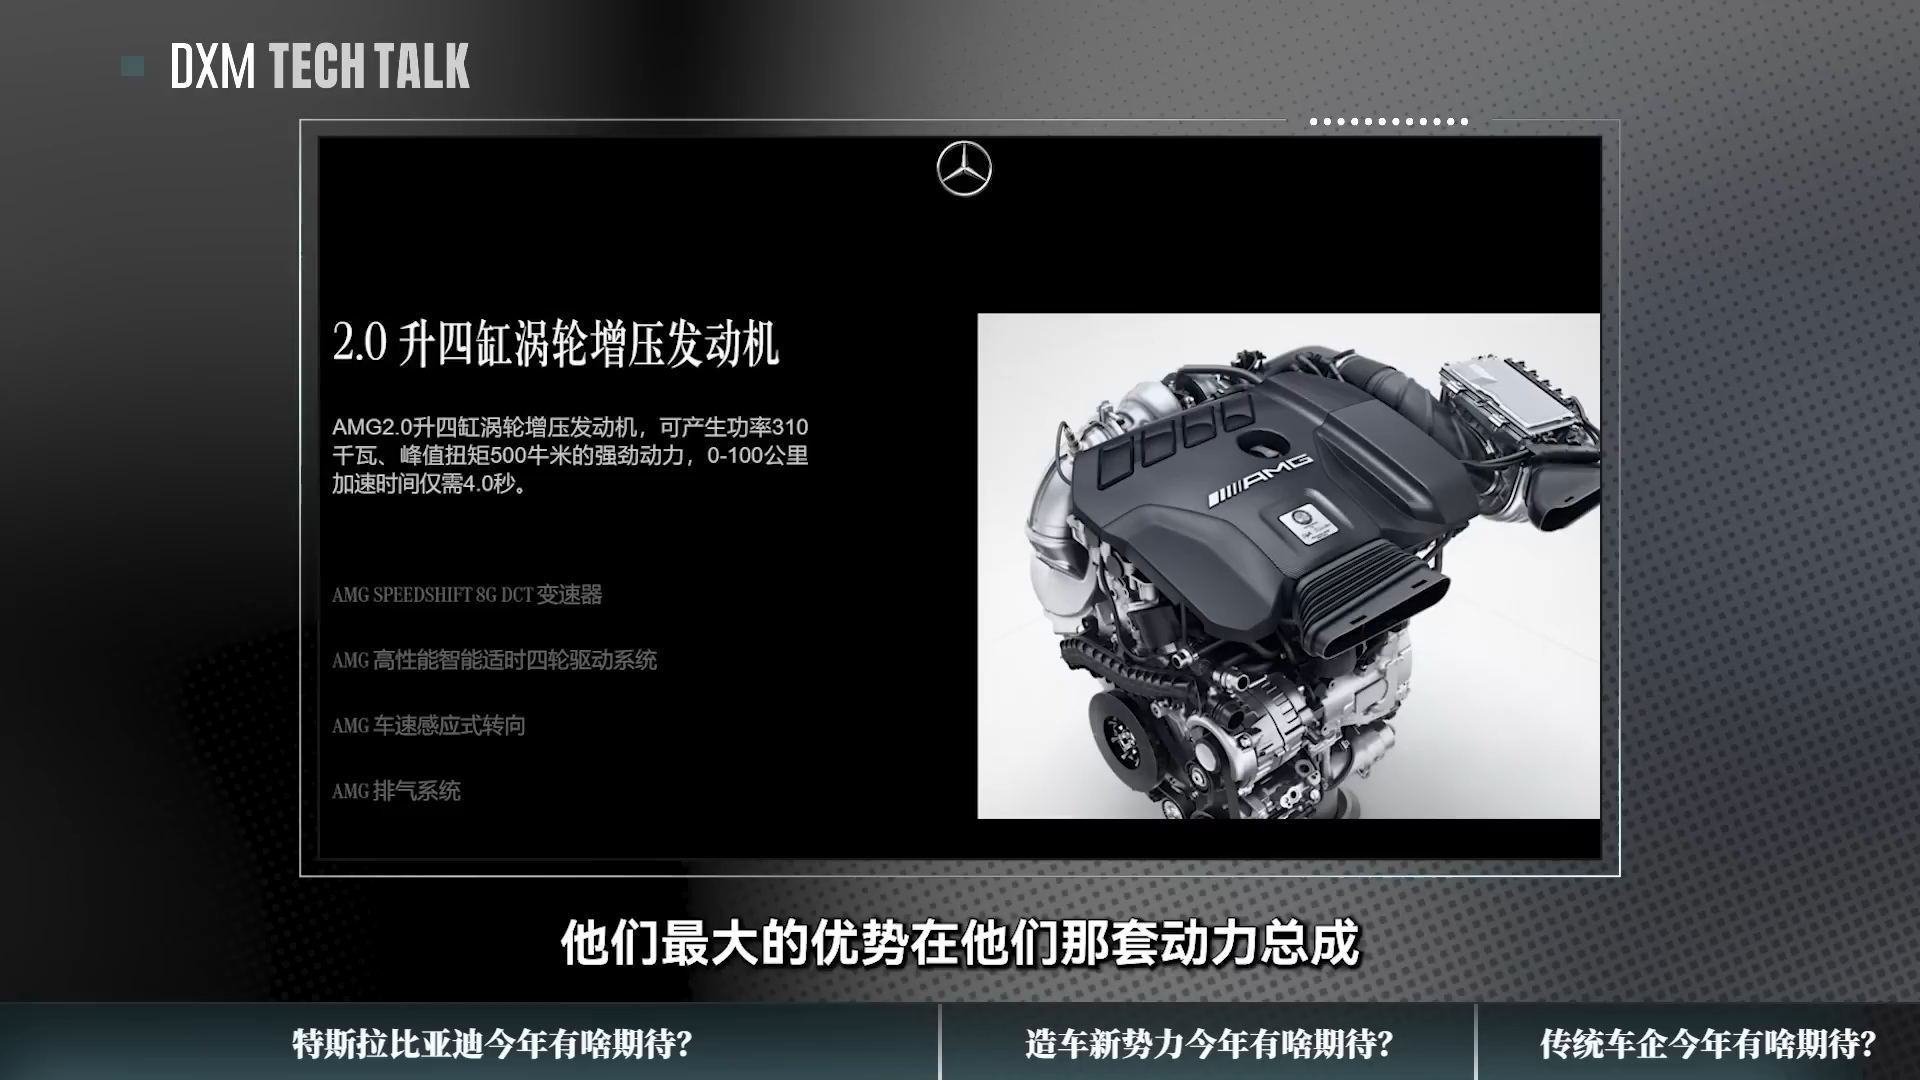 DXM TECH TALK
2.0 升四缸涡轮增压发动机
AMG2.0升四缸涡轮增压发动机，可产生功率310
千瓦、峰值扭矩500牛米的强劲动力，0-100公里
加速时间仅需4.0秒。
AMG SPEEDSHIFT 8G DCT 变速器
AMG 高性能智能适时四轮驱动系统
AMG 车速感应式转向
AMG 排气系统
AMG
他们最大的优势在他们那套动力总成
特斯拉比亚迪今年有啥期待?
造车新势力今年有啥期待?
传统车企今年有啥期待?